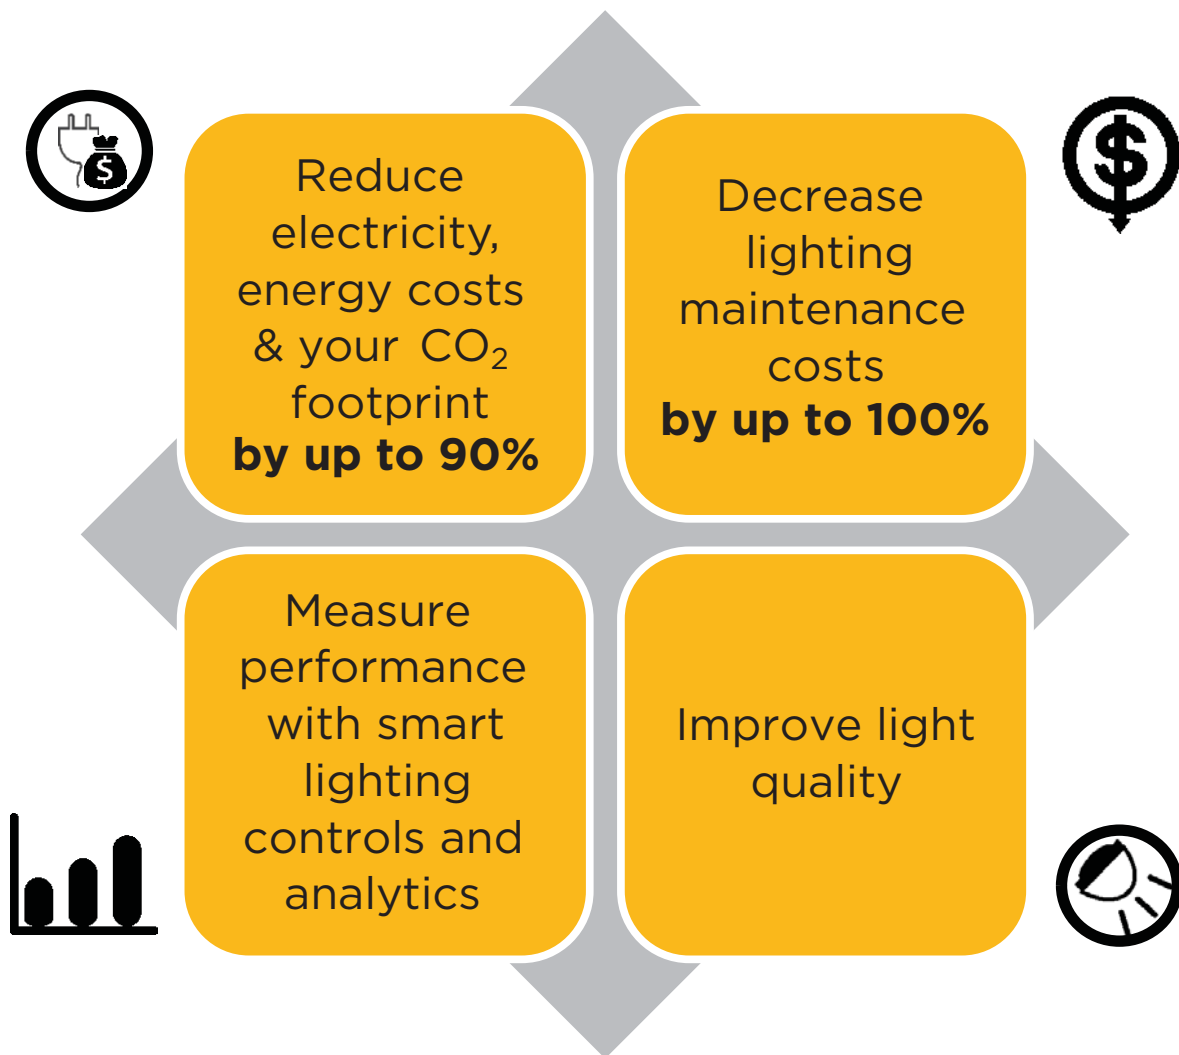 Reduce
electricity,
energy costs
& your CO₂
footprint
by up to 90%
Decrease
lighting
maintenance
costs
by up to 100%
Measure
performance
with smart
lighting
controls and
analytics
Improve light
quality
$
$